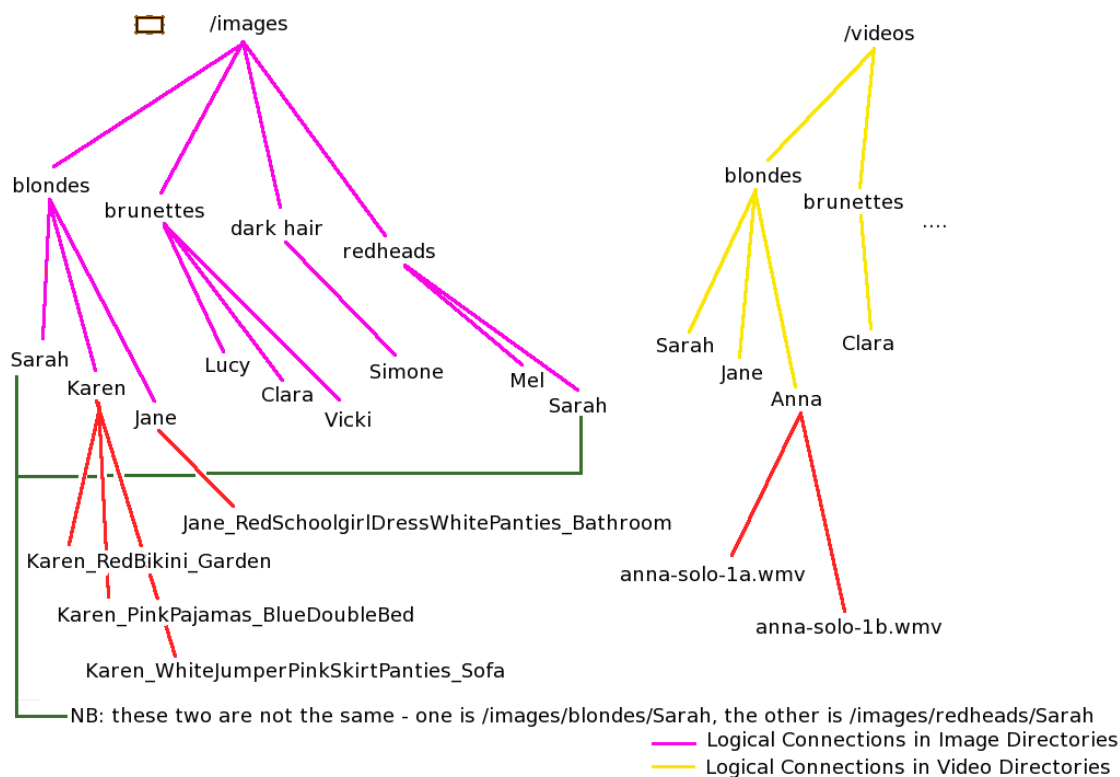 /images
/videos
blondes
brunettes
dark hair
redheads
blondes
brunettes
....
Sarah
Karen
Jane
Lucy
Clara
Vicki
Simone
Mel
Sarah
Sarah
Jane
Anna
Clara
Jane_RedSchoolgirlDressWhitePanties_Bathroom
Karen_RedBikini_Garden
Karen_PinkPajamas_BlueDoubleBed
Karen_WhiteJumperPinkSkirtPanties_Sofa
anna-solo-1a.wmv
anna-solo-1b.wmv
NB: these two are not the same - one is /images/blondes/Sarah, the other is /images/redheads/Sarah
Logical Connections in Image Directories
Logical Connections in Video Directories